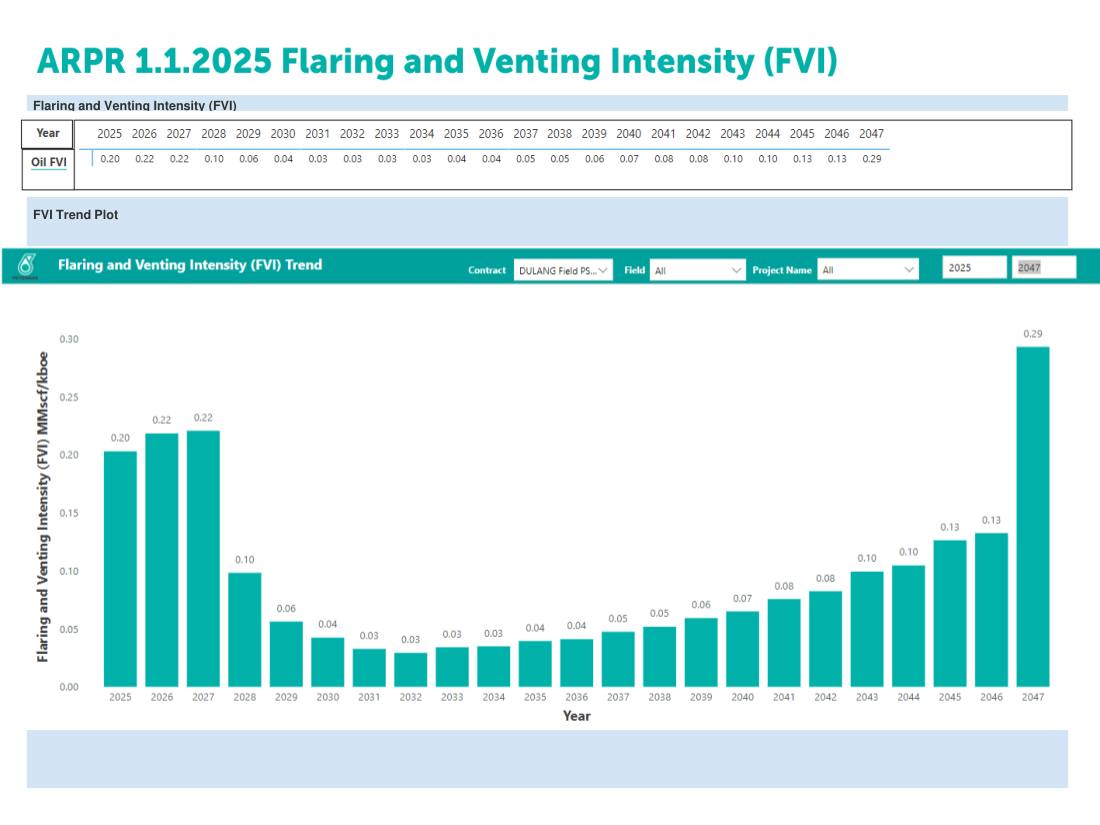 ARPR 1.1.2025 Flaring and Venting Intensity (FVI)
Flaring and Venting Intensity (FVI)
Year 2025 2026 2027 2028 2029 2030 2031 2032 2033 2034 2035 2036 2037 2038 2039 2040 2041 2042 2043 2044 2045 2046 2047
Oil FVI 0.20 0.22 0.22 0.10 0.06 0.04 0.03 0.03 0.03 0.03 0.04 0.04 0.05 0.05 0.06 0.07 0.08 0.08 0.10 0.10 0.13 0.13 0.29
FVI Trend Plot
Flaring and Venting Intensity (FVI) Trend
Contract DULANG Field PS... Field All Project Name All 2025 2047
Flaring and Venting Intensity (FVI) MMscf/kboe
0.30
0.25
0.20
0.15
0.10
0.05
0.00
0.20 0.22 0.22 0.10 0.06 0.04 0.03 0.03 0.03 0.03 0.04 0.04 0.05 0.05 0.06 0.07 0.08 0.08 0.10 0.10 0.13 0.13 0.29
2025 2026 2027 2028 2029 2030 2031 2032 2033 2034 2035 2036 2037 2038 2039 2040 2041 2042 2043 2044 2045 2046 2047
Year